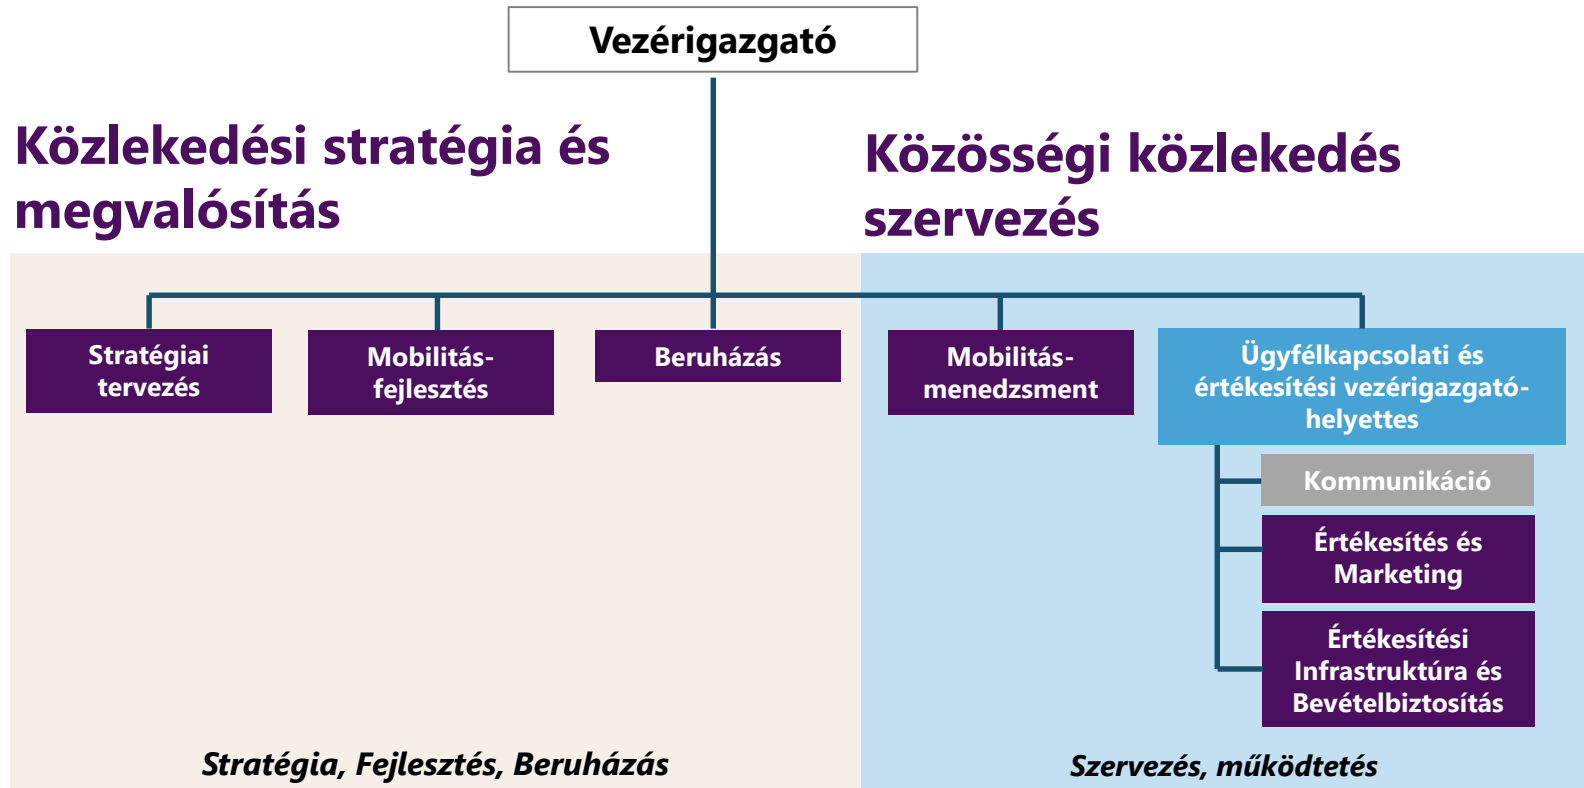 Vezérigazgató
Közlekedési stratégia és
megvalósítás
Közösségi közlekedés
szervezés
Stratégiai
tervezés
Mobilitás-
fejlesztés
Beruházás
Mobilitás-
menedzsment
Ügyfélkapcsolati és
értékesítési vezérigazgató-
helyettes
Kommunikáció
Értékesítés és
Marketing
Értékesítési
Infrastruktúra és
Bevételbiztosítás
Stratégia, Fejlesztés, Beruházás
Szervezés, működtetés